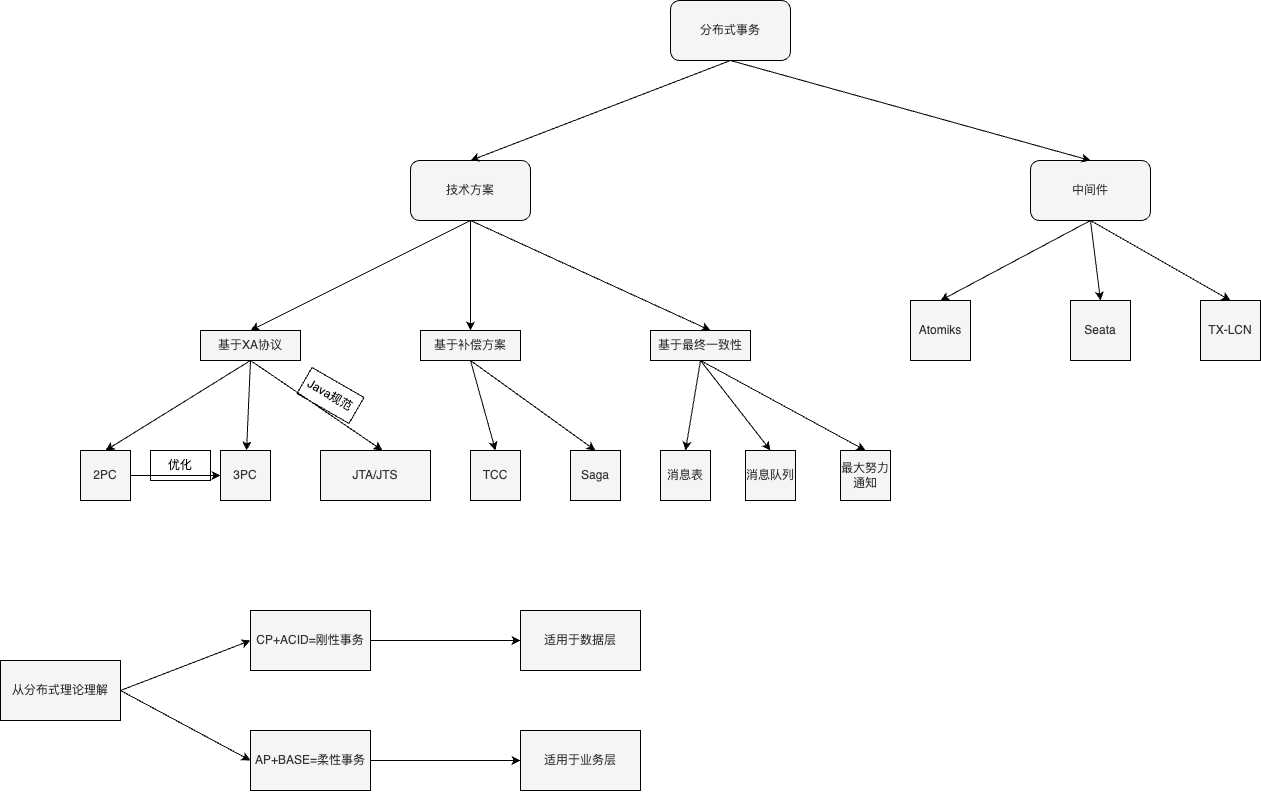 分布式事务
技术方案
中间件
基于XA协议
基于补偿方案
基于最终一致性
Atomiks
Seata
TX-LCN
Java规范
2PC
优化
3PC
JTA/JTS
TCC
Saga
消息表
消息队列
最大努力
通知
从分布式理论理解
CP+ACID=刚性事务
适用于数据层
AP+BASE=柔性事务
适用于业务层